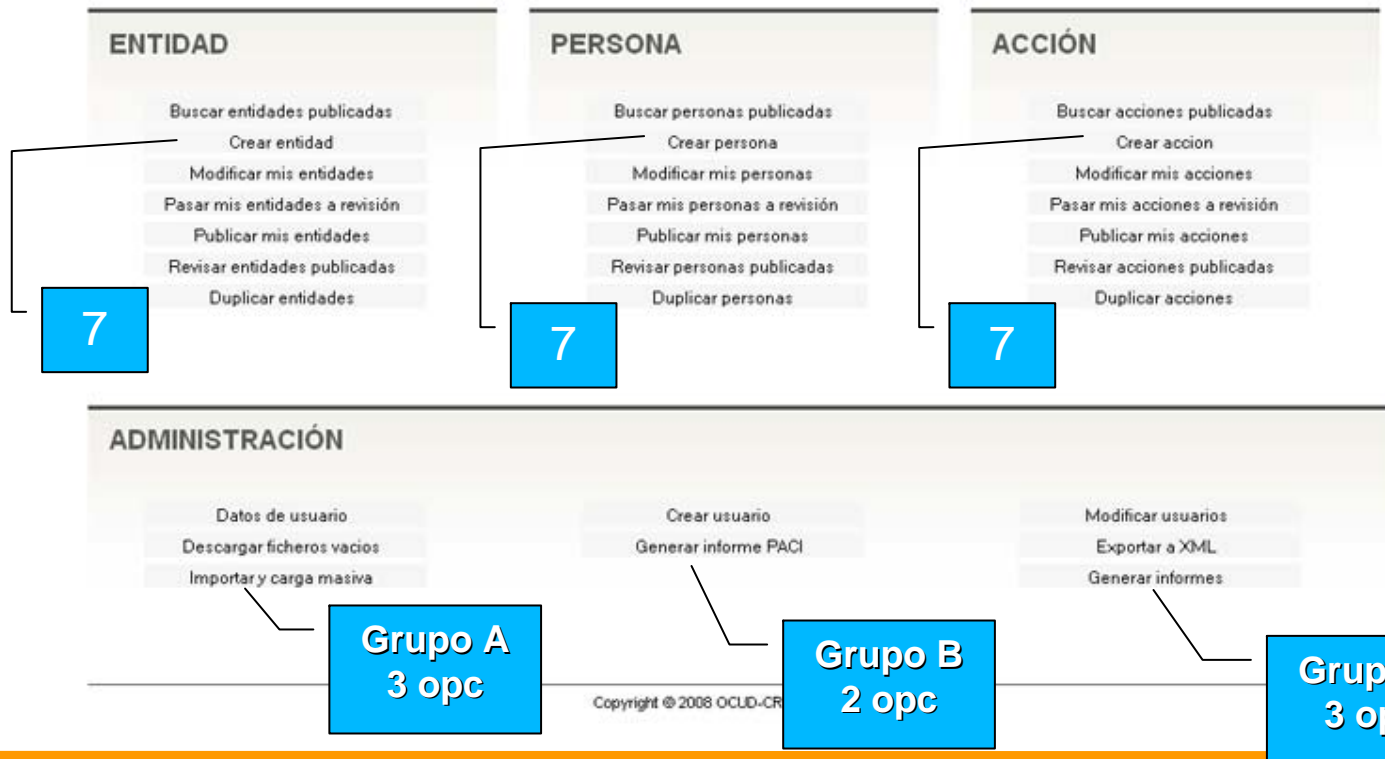 ENTIDAD
Buscar entidades publicadas
Crear entidad
Modificar mis entidades
Pasar mis entidades a revisión
Publicar mis entidades
Revisar entidades publicadas
Duplicar entidades
7
PERSONA
Buscar personas publicadas
Crear persona
Modificar mis personas
Pasar mis personas a revisión
Publicar mis personas
Revisar personas publicadas
Duplicar personas
7
ACCIÓN
Buscar acciones publicadas
Crear accion
Modificar mis acciones
Pasar mis acciones a revisión
Publicar mis acciones
Revisar acciones publicadas
Duplicar acciones
7
ADMINISTRACIÓN
Datos de usuario
Descargar ficheros vacios
Importar y carga masiva
Grupo A
3 opc
Crear usuario
Generar informe PACI
Grupo B
2 opc
Modificar usuarios
Exportar a XML
Generar informes
Grup
3 op
Copyright © 2008 OCUD-CR